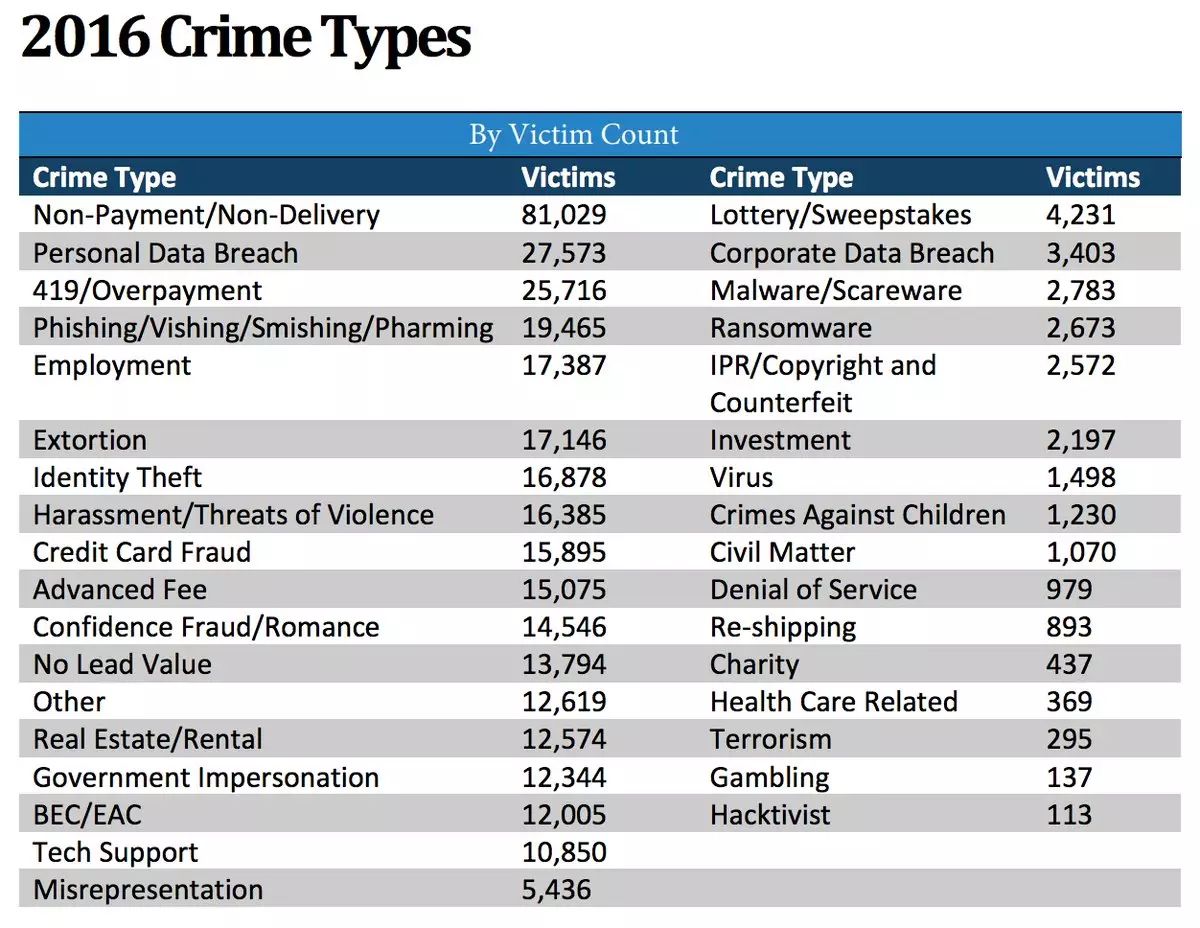 2016 Crime Types
By Victim Count
Crime Type Victims Crime Type Victims
Non-Payment/Non-Delivery 81,029 Lottery/Sweepstakes 4,231
Personal Data Breach 27,573 Corporate Data Breach 3,403
419/Overpayment 25,716 Malware/Scareware 2,783
Phishing/Vishing/Smishing/Pharming 19,465 Ransomware 2,673
Employment 17,387 IPR/Copyright and 2,572
Counterfeit
Extortion 17,146 Investment 2,197
Identity Theft 16,878 Virus 1,498
Harassment/Threats of Violence 16,385 Crimes Against Children 1,230
Credit Card Fraud 15,895 Civil Matter 1,070
Advanced Fee 15,075 Denial of Service 979
Confidence Fraud/Romance 14,546 Re-shipping 893
No Lead Value 13,794 Charity 437
Other 12,619 Health Care Related 369
Real Estate/Rental 12,574 Terrorism 295
Government Impersonation 12,344 Gambling 137
BEC/EAC 12,005 Hacktivist 113
Tech Support 10,850
Misrepresentation 5,436